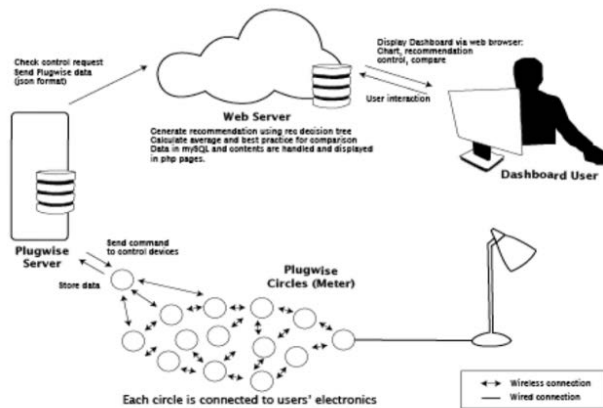 Check control request
Send Plugwise data
(json format)
Display Dashboard via web browser:
Chart, recommendation
control, compare
User interaction
Web Server
Generate recommendation using rec decision tree
Calculate average and best practice for comparison
Data in mySQL and contents are handled and displayed
in php pages.
Dashboard User
Plugwise
Server
Send command
to control devices
Store data
Plugwise
Circles (Meter)
Each circle is connected to users' electronics
Wireless connection
Wired connection